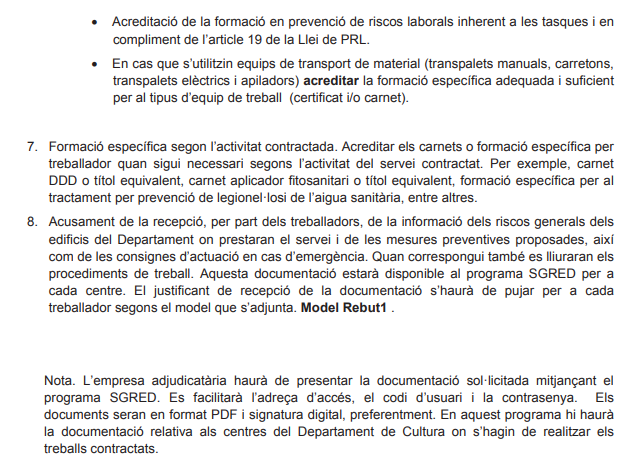 • Acreditació de la formació en prevenció de riscos laborals inherent a les tasques i en
compliment de l'article 19 de la Llei de PRL.
• En cas que s'utilitzin equips de transport de material (transpalets manuals, carretons,
transpalets elèctrics i apiladors) acreditar la formació específica adequada i suficient
per al tipus d'equip de treball (certificat i/o carnet).
7. Formació específica segon l'activitat contractada. Acreditar els carnets o formació específica per
treballador quan sigui necessari segons l'activitat del servei contractat. Per exemple, carnet
DDD o títol equivalent, carnet aplicador fitosanitari o títol equivalent, formació específica per al
tractament per prevenció de legionel·losi de l'aigua sanitària, entre altres.
8. Acusament de la recepció, per part dels treballadors, de la informació dels riscos generals dels
edificis del Departament on prestaran el servei i de les mesures preventives proposades, així
com de les consignes d'actuació en cas d'emergència. Quan correspongui també es lliuraran els
procediments de treball. Aquesta documentació estarà disponible al programa SGRED per a
cada centre. El justificant de recepció de la documentació s'haurà de pujar per a cada
treballador segons el model que s'adjunta. Model Rebut1 .
Nota. L'empresa adjudicatària haurà de presentar la documentació sol·licitada mitjançant el
programa SGRED. Es facilitarà l'adreça d'accés, el codi d'usuari i la contrasenya. Els
documents seran en format PDF i signatura digital, preferentment. En aquest programa hi haurà
la documentació relativa als centres del Departament de Cultura on s'hagin de realitzar els
treballs contractats.